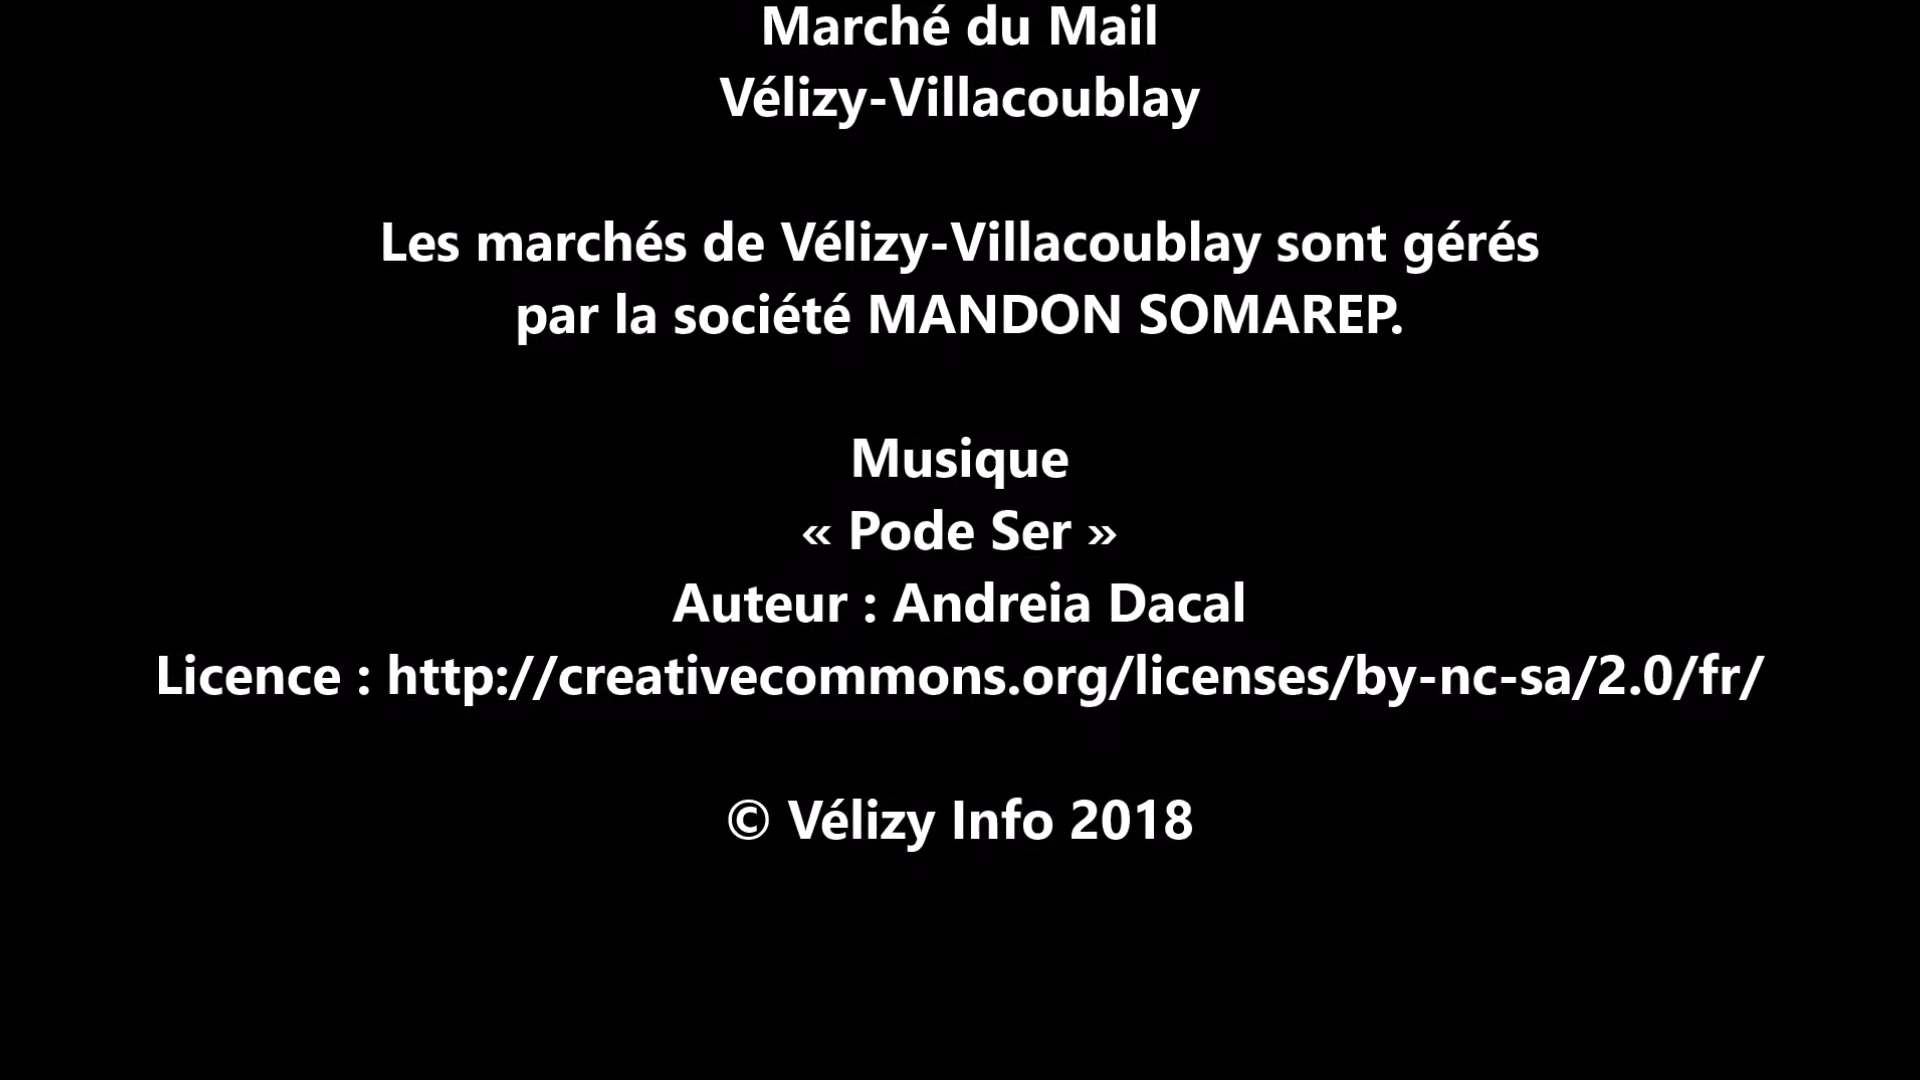 Marché du Mail
Vélizy-Villacoublay
Les marchés de Vélizy-Villacoublay sont gérés
par la société MANDON SOMAREP.
Musique
« Pode Ser »
Auteur : Andreia Dacal
Licence : http://creativecommons.org/licenses/by-nc-sa/2.0/fr/
© Vélizy Info 2018